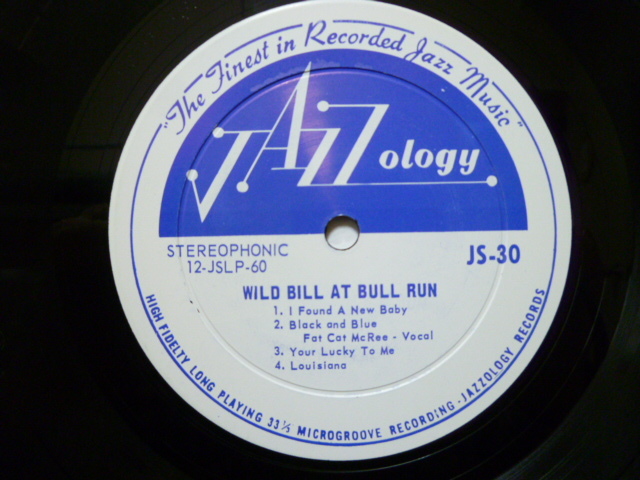 "The Finest in Recorded Jazz Music"
JAZZology
STEREOPHONIC
12-JSLP-60
JS-30
WILD BILL AT BULL RUN
1. I Found A New Baby
2. Black and Blue
Fat Cat McRee - Vocal
3. Your Lucky To Me
4. Louisiana
HIGH FIDELTY LONG PLAYING 33⅓ MICROGROOVE RECORDING - JAZZOLOGY RECORDS